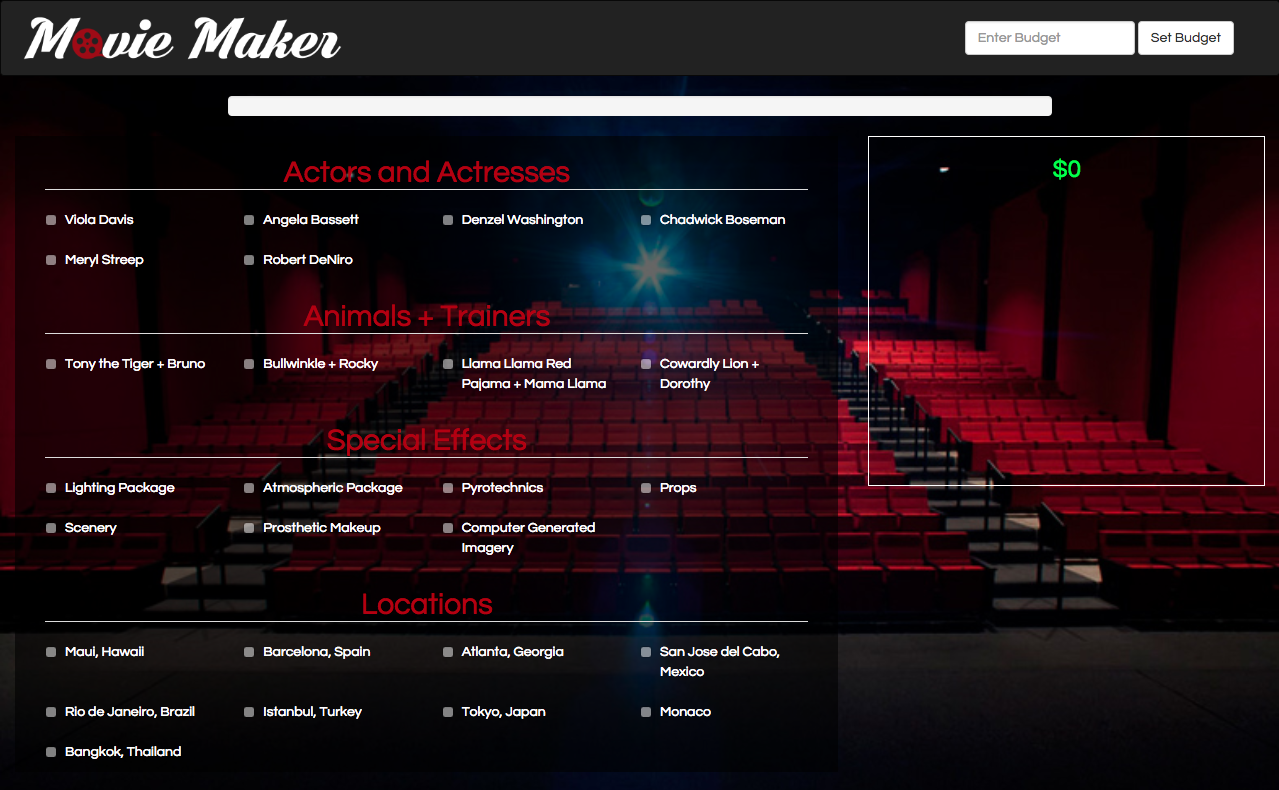 Movie Maker
Enter Budget
Set Budget
$0
Actors and Actresses
Viola Davis
Angela Bassett
Denzel Washington
Chadwick Boseman
Meryl Streep
Robert DeNiro
Animals + Trainers
Tony the Tiger + Bruno
Bullwinkle + Rocky
Llama Llama Red
Pajama + Mama Llama
Cowardly Lion +
Dorothy
Special Effects
Lighting Package
Atmospheric Package
Pyrotechnics
Props
Scenery
Prosthetic Makeup
Computer Generated
Imagery
Locations
Maui, Hawaii
Barcelona, Spain
Atlanta, Georgia
San Jose del Cabo,
Mexico
Rio de Janeiro, Brazil
Istanbul, Turkey
Tokyo, Japan
Monaco
Bangkok, Thailand